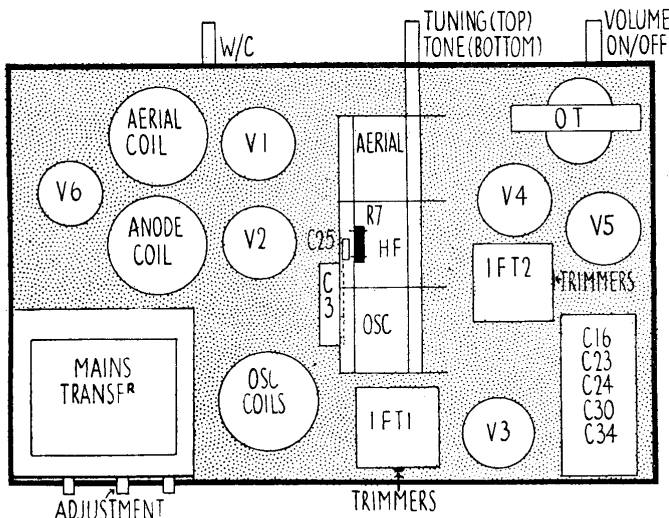 W/C
TUNING(TOP)
TONE(BOTTOM)
VOLUME
ON/OFF
AERIAL
COIL
V1
AERIAL
OT
V6
V4
ANODE
COIL
V2
R7
C25
HF
V5
C
3
IFT2
TRIMMERS
OSC
MAINS
TRANSFR
OSC
COILS
IFT1
V3
C16
C23
C24
C30
C34
ADJUSTMENT
TRIMMERS